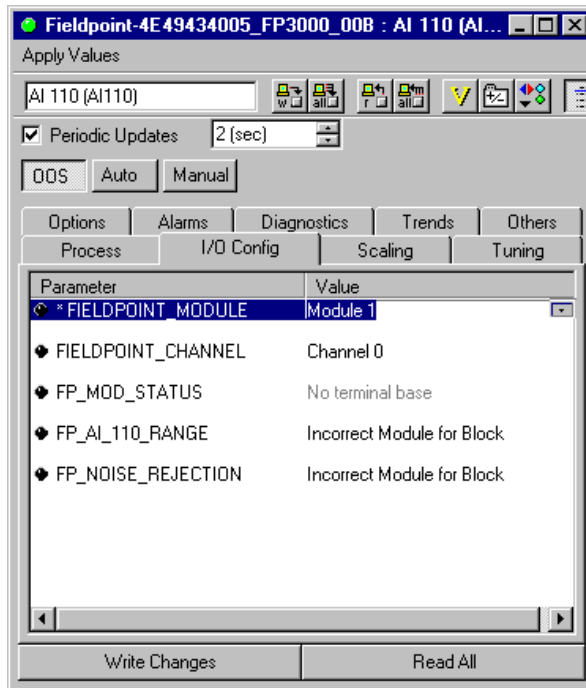 Fieldpoint-4E49434005_FP3000_00B : AI 110 (AI...
Apply Values
AI 110 (AI110)
w all r all
Periodic Updates 2 (sec)
OOS Auto Manual
Options Alarms Diagnostics Trends Others
Process I/O Config Scaling Tuning
Parameter Value
* FIELDPOINT_MODULE Module 1
FIELDPOINT_CHANNEL Channel 0
FP_MOD_STATUS No terminal base
FP_AI_110_RANGE Incorrect Module for Block
FP_NOISE_REJECTION Incorrect Module for Block
Write Changes Read All